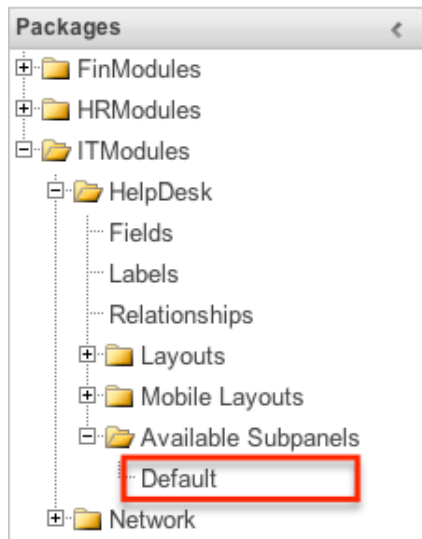 Packages
FinModules
HRModules
ITModules
HelpDesk
Fields
Labels
Relationships
Layouts
Mobile Layouts
Available Subpanels
Default
Network